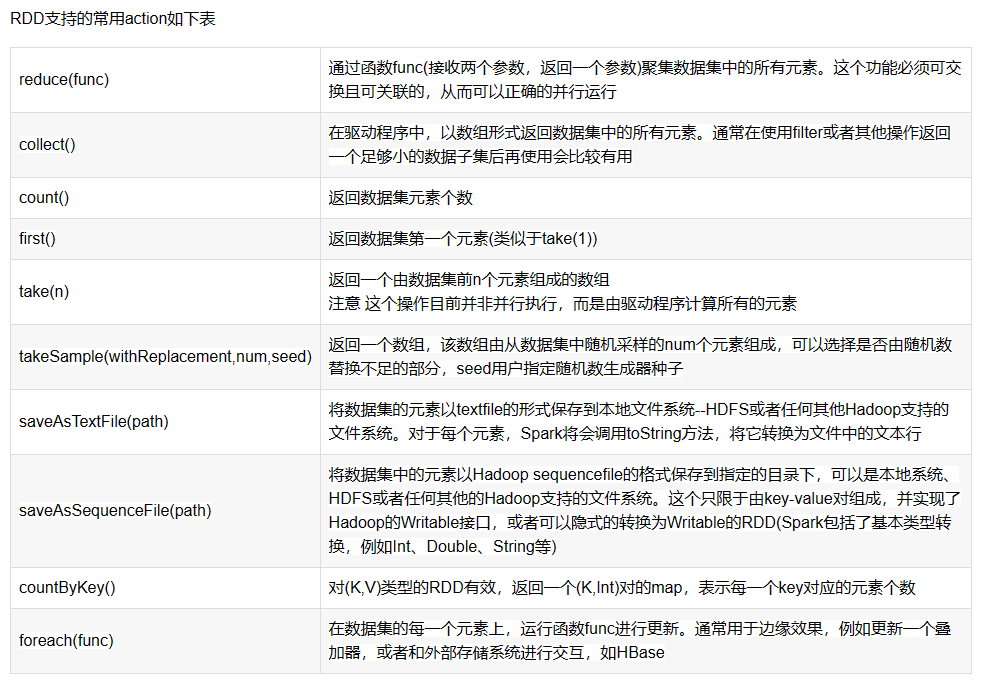 RDD支持的常用action如下表
reduce(func)
通过函数func(接收两个参数，返回一个参数)聚集数据集中的所有元素。这个功能必须可交
换且可关联的，从而可以正确的并行运行
collect()
在驱动程序中，以数组形式返回数据集中的所有元素。通常在使用filter或者其他操作返回
一个足够小的数据子集后再使用会比较有用
count()
返回数据集元素个数
first()
返回数据集第一个元素(类似于take(1))
take(n)
返回一个由数据集前n个元素组成的数组
注意 这个操作目前并非并行执行，而是由驱动程序计算所有的元素
takeSample(withReplacement,num,seed)
返回一个数组，该数组由从数据集中随机采样的num个元素组成，可以选择是否由随机数
替换不足的部分，seed用户指定随机数生成器种子
saveAsTextFile(path)
将数据集的元素以textfile的形式保存到本地文件系统--HDFS或者任何其他Hadoop支持的
文件系统。对于每个元素，Spark将会调用toString方法，将它转换为文件中的文本行
saveAsSequenceFile(path)
将数据集中的元素以Hadoop sequencefile的格式保存到指定的目录下，可以是本地系统、
HDFS或者任何其他的Hadoop支持的文件系统。这个只限于由key-value对组成，并实现了
Hadoop的Writable接口，或者可以隐式的转换为Writable的RDD(Spark包括了基本类型转
换，例如Int、Double、String等)
countByKey()
对(K,V)类型的RDD有效，返回一个(K,Int)对的map，表示每一个key对应的元素个数
foreach(func)
在数据集的每一个元素上，运行函数func进行更新。通常用于边缘效果，例如更新一个叠
加器，或者和外部存储系统进行交互，如HBase